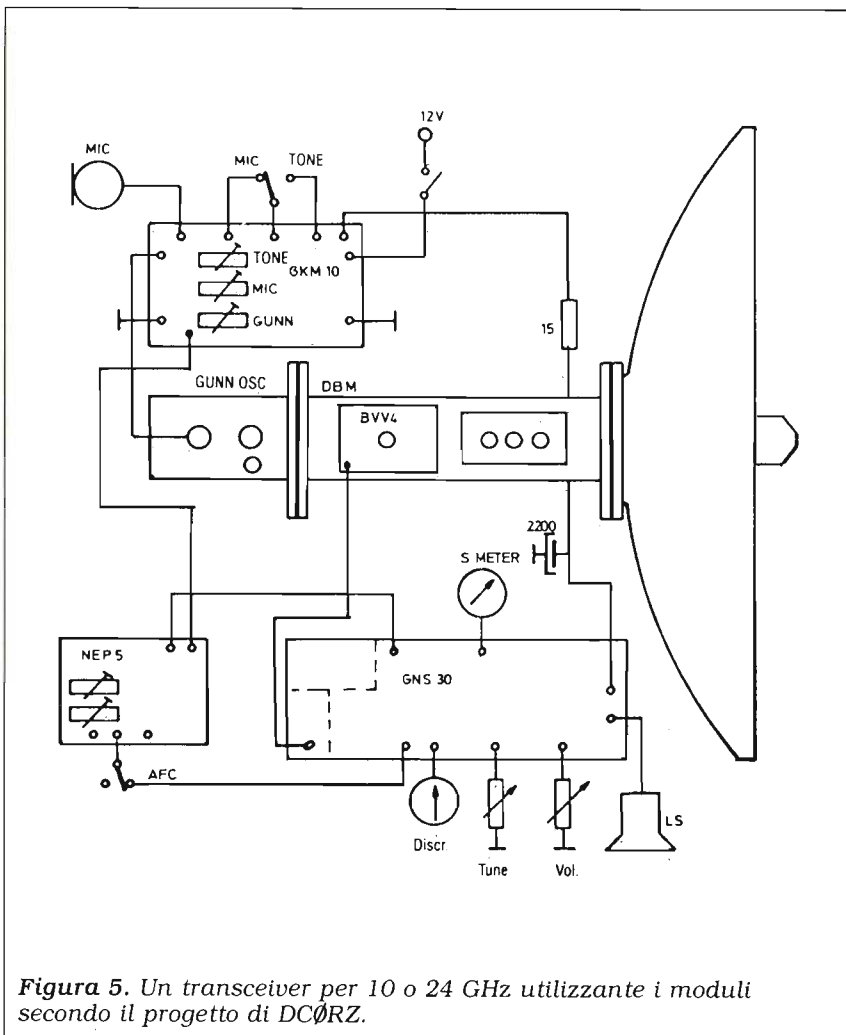 12V
MIC
MIC TONE
TONE
GKM 10
MIC
GUNN
15
GUNN OSC
DBM
BVV4
2200
S METER
NEP 5
GNS 30
AFC
LS
Discr.
Tune
Vol.
Figura 5. Un transceiver per 10 o 24 GHz utilizzante i moduli
secondo il progetto di DCØRZ.